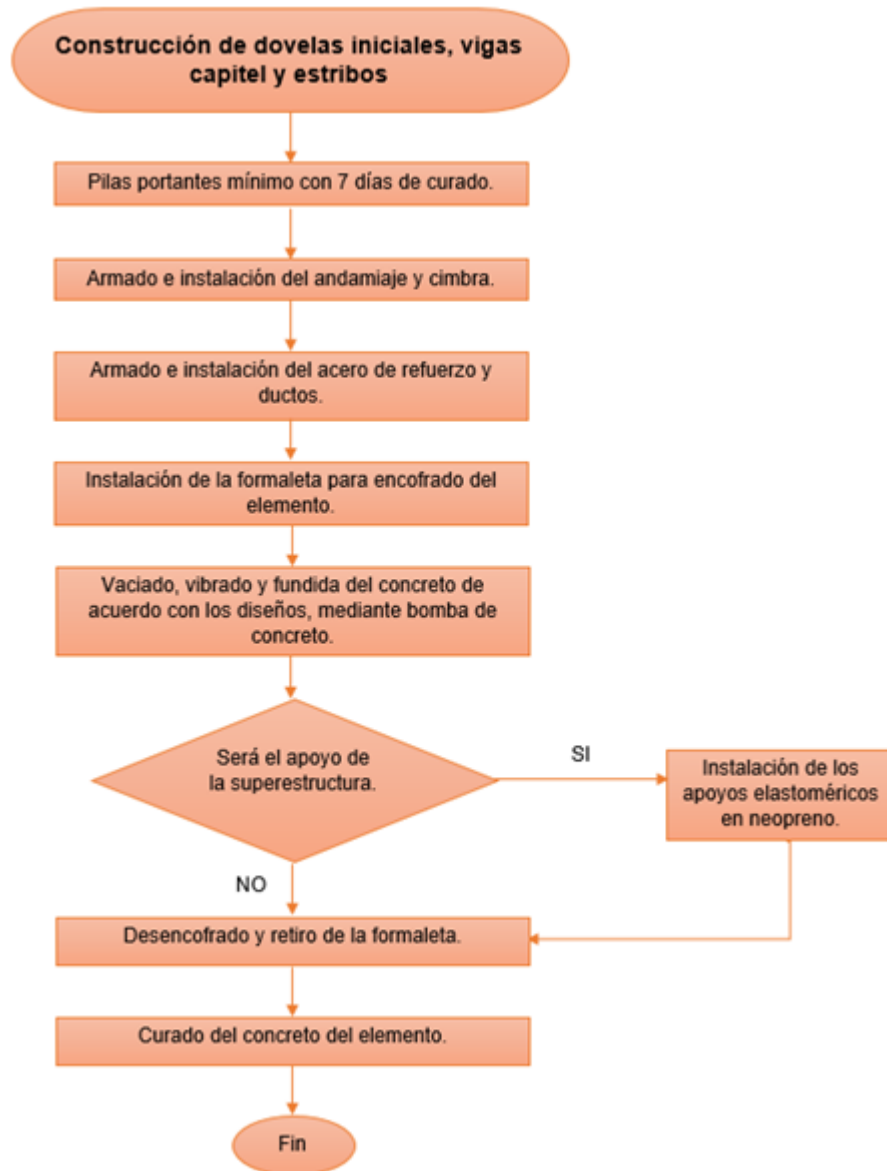 Construcción de dovelas iniciales, vigas
capitel y estribos
Pilas portantes mínimo con 7 días de curado.
Armado e instalación del andamiaje y cimbra.
Armado e instalación del acero de refuerzo y
ductos.
Instalación de la formaleta para encofrado del
elemento.
Vaciado, vibrado y fundida del concreto de
acuerdo con los diseños, mediante bomba de
concreto.
Será el apoyo de
la superestructura.
SI
Instalación de los
apoyos elastoméricos
en neopreno.
NO
Desencofrado y retiro de la formaleta.
Curado del concreto del elemento.
Fin